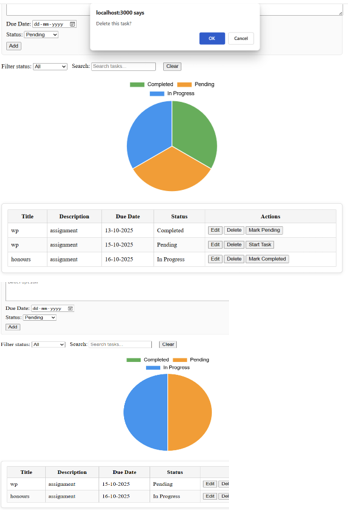 localhost:3000 says
Delete this task?
OK Cancel
Due Date: dd-mm-yyyy
Status: Pending
Add
Filter status: All Search: Search tasks... Clear
Completed Pending
In Progress
Title Description Due Date Status Actions
wp assignment 13-10-2025 Completed Edit Delete Mark Pending
wp assignment 15-10-2025 Pending Edit Delete Start Task
honours assignment 16-10-2025 In Progress Edit Delete Mark Completed
Due Date: dd-mm-yyyy
Status: Pending
Add
Filter status: All Search: Search tasks... Clear
Completed Pending
In Progress
Title Description Due Date Status
wp assignment 15-10-2025 Pending Edit Del
honours assignment 16-10-2025 In Progress Edit Del